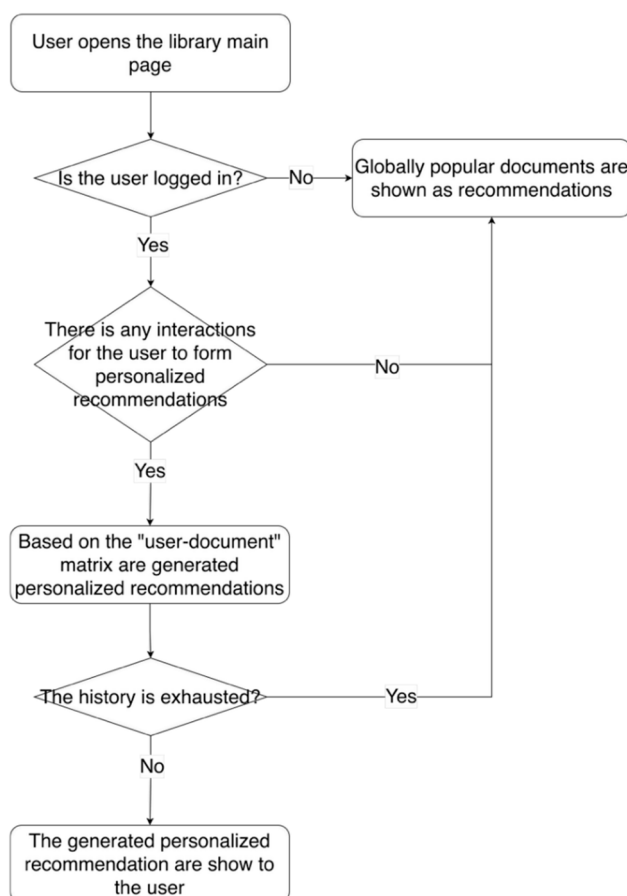 User opens the library main
page
Is the user logged in?
No
Globally popular documents are
shown as recommendations
Yes
There is any interactions
for the user to form
personalized
recommendations
No
Yes
Based on the "user-document"
matrix are generated
personalized recommendations
The history is exhausted?
Yes
No
The generated personalized
recommendation are show to
the user